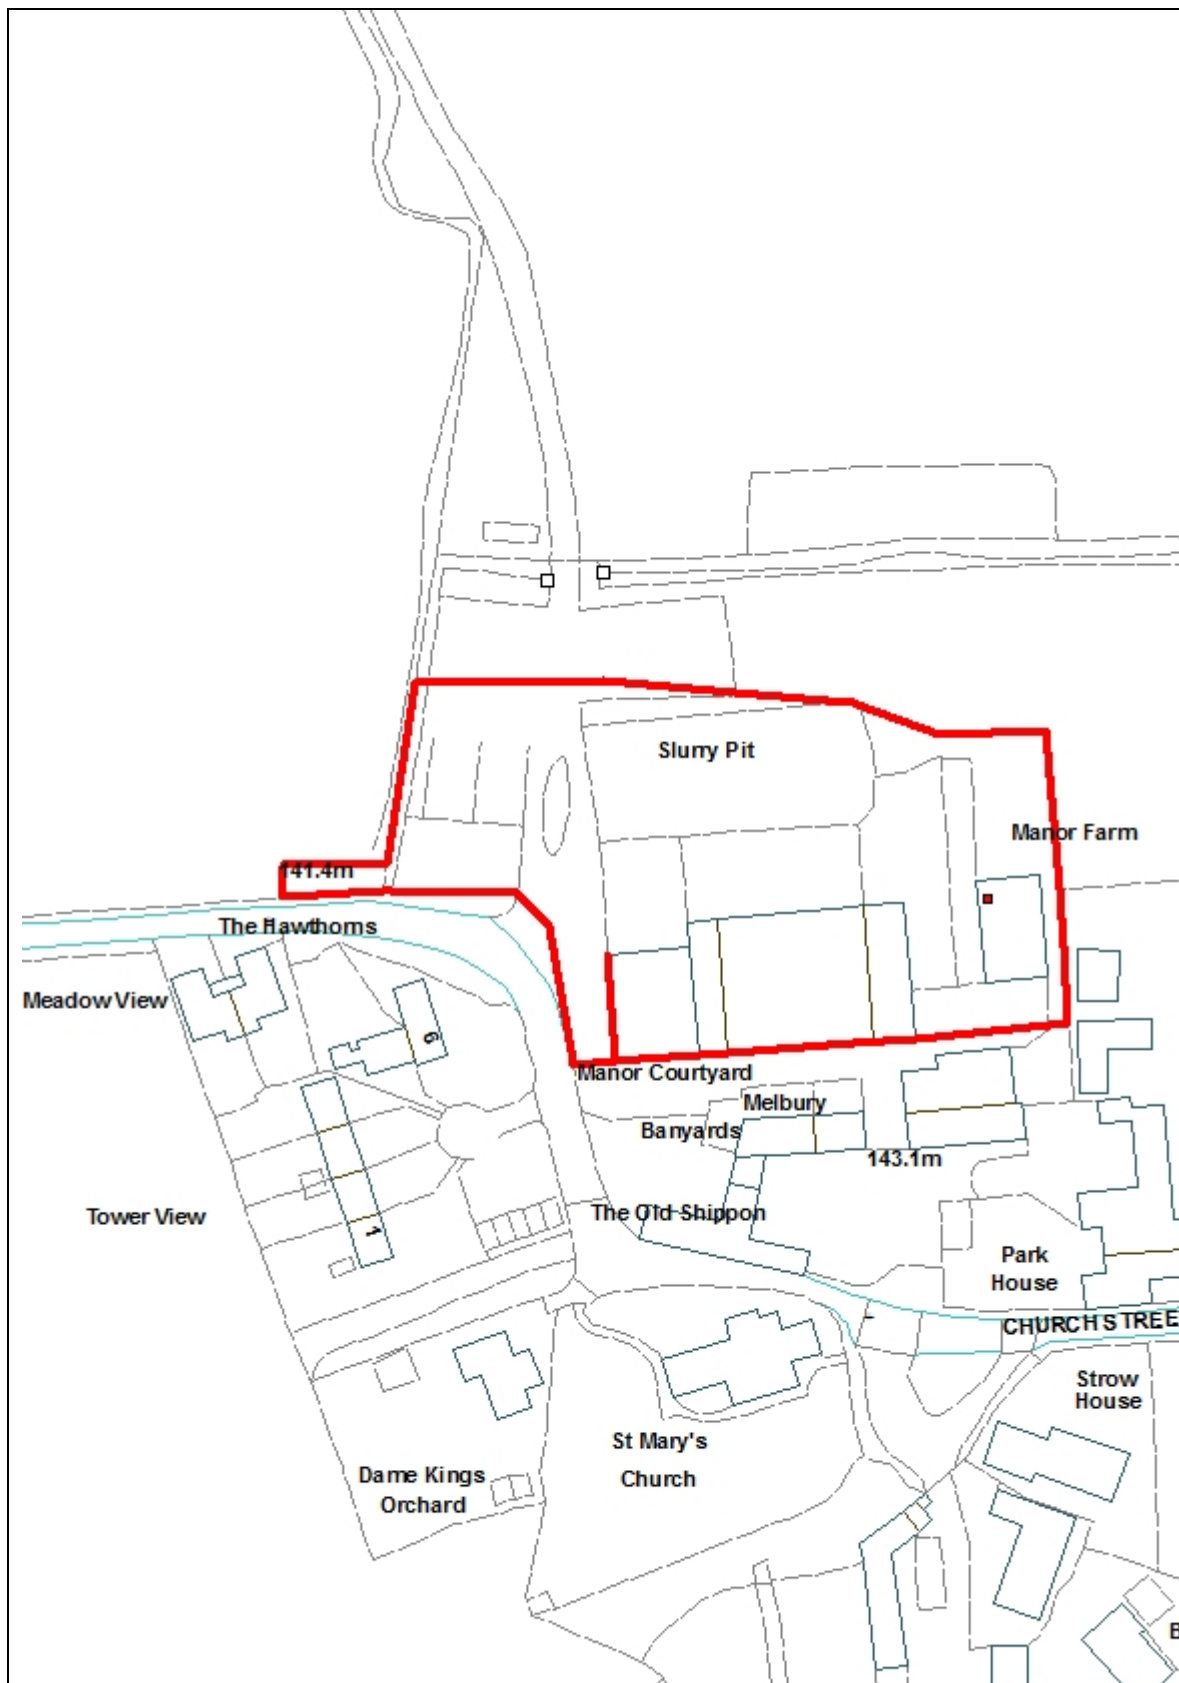 Slurry Pit
Manor Farm
141.4m
The Hawthorns
Meadow View
6
Manor Courtyard
Melbury
Banyards
143.1m
Tower View
The Old Shippon
1
Park
House
CHURCH STREE
Strow
House
St Mary's
Church
Dame Kings
Orchard
B